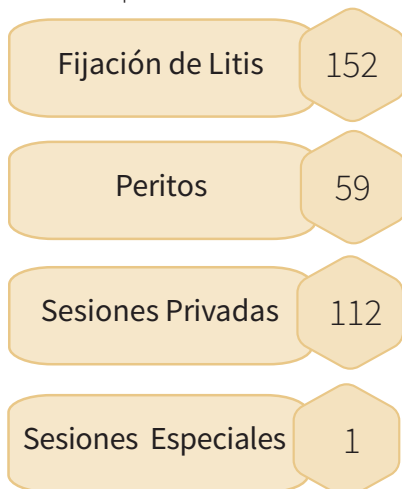 Fijación de Litis 152
Peritos 59
Sesiones Privadas 112
Sesiones Especiales 1